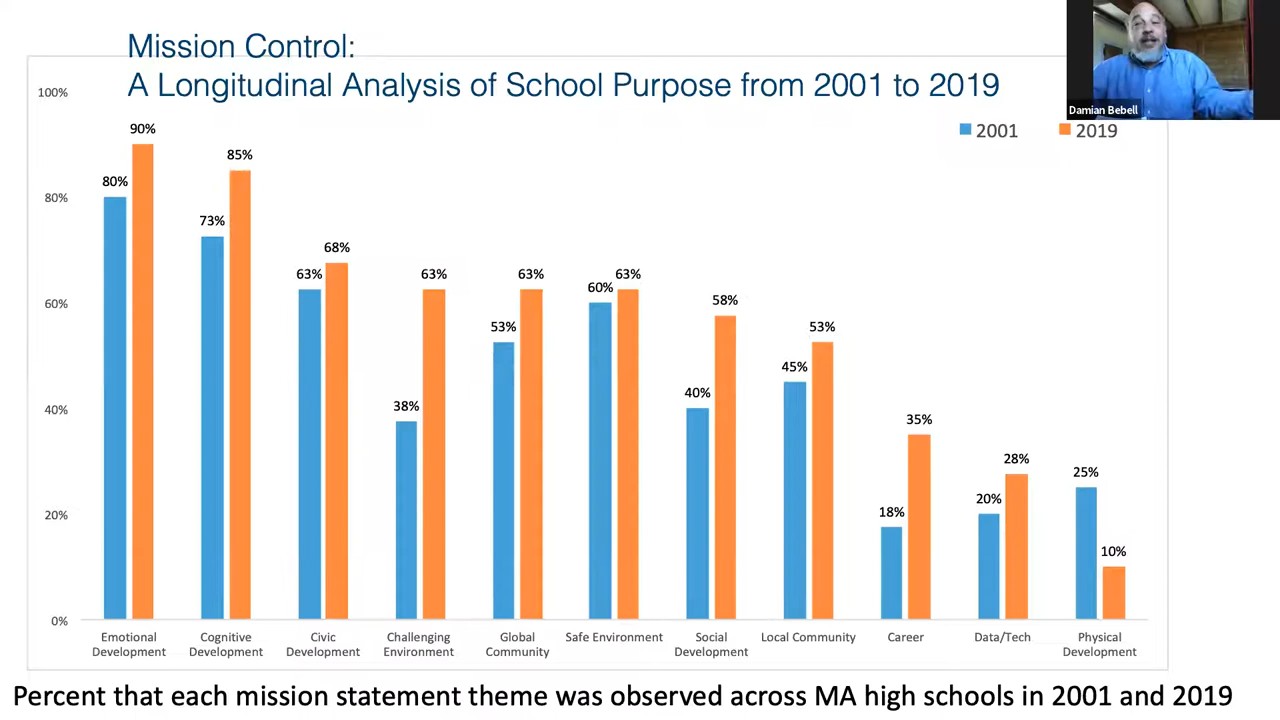 Mission Control:
A Longitudinal Analysis of School Purpose from 2001 to 2019
Damian Bebell
2001 2019
100%
80%
60%
40%
20%
0%
80% 90%
73% 85%
63% 68%
38% 63%
53% 63%
60% 63%
40% 58%
45% 53%
18% 35%
20% 28%
25% 10%
Emotional
Development
Cognitive
Development
Civic
Development
Challenging
Environment
Global
Community
Safe Environment
Social
Development
Local Community
Career
Data/Tech
Physical
Development
Percent that each mission statement theme was observed across MA high schools in 2001 and 2019